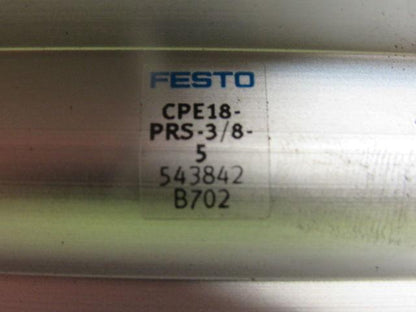 FESTO
CPE18-
PRS-3/8-
5
543842
B702